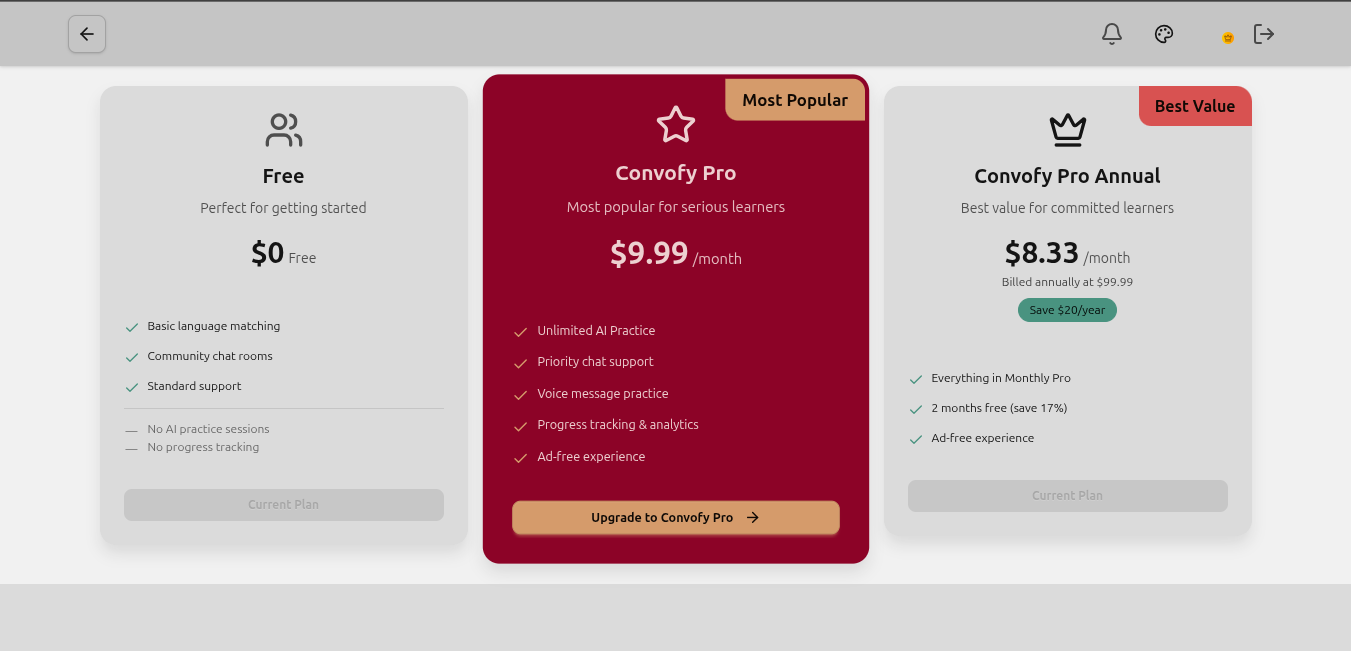 Free
Perfect for getting started
$0 Free
Basic language matching
Community chat rooms
Standard support
No AI practice sessions
No progress tracking
Current Plan
Most Popular
Convofy Pro
Most popular for serious learners
$9.99 /month
Unlimited AI Practice
Priority chat support
Voice message practice
Progress tracking & analytics
Ad-free experience
Upgrade to Convofy Pro
Best Value
Convofy Pro Annual
Best value for committed learners
$8.33 /month
Billed annually at $99.99
Save $20/year
Everything in Monthly Pro
2 months free (save 17%)
Ad-free experience
Current Plan